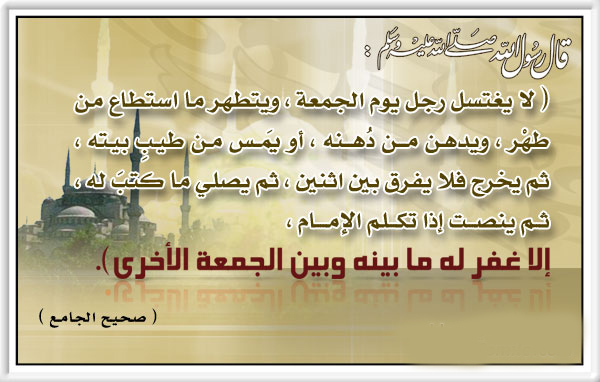 قال رسول الله صلى الله عليه وسلم :
( لا يغتسل رجل يوم الجمعة ، ويتطهر ما استطاع من
طهْر ، ويدهن من دُهنه ، أو يمَس من طيبِ بيته ،
ثم يخرج فلا يفرق بين اثنين ، ثم يصلي ما كتبَ له ،
ثم ينصت إذا تكلم الإمام ،
إلا غفر له ما بينه وبين الجمعة الأخرى ).
( صحيح الجامع )